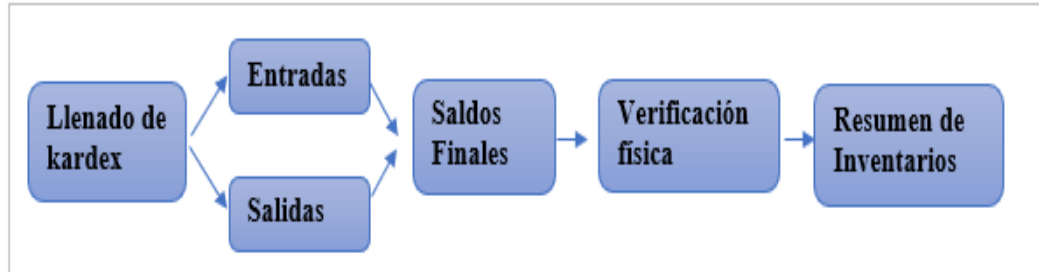 Llenado de
kardex
Entradas
Salidas
Saldos
Finales
Verificación
física
Resumen de
Inventarios